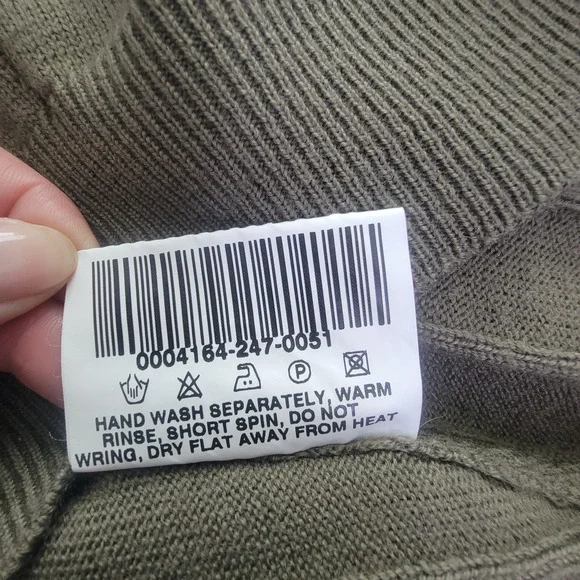 0004164-247-0051
P
HAND WASH SEPARATELY, WARM
RINSE, SHORT SPIN, DO NOT
WRING, DRY FLAT AWAY FROM HEAT